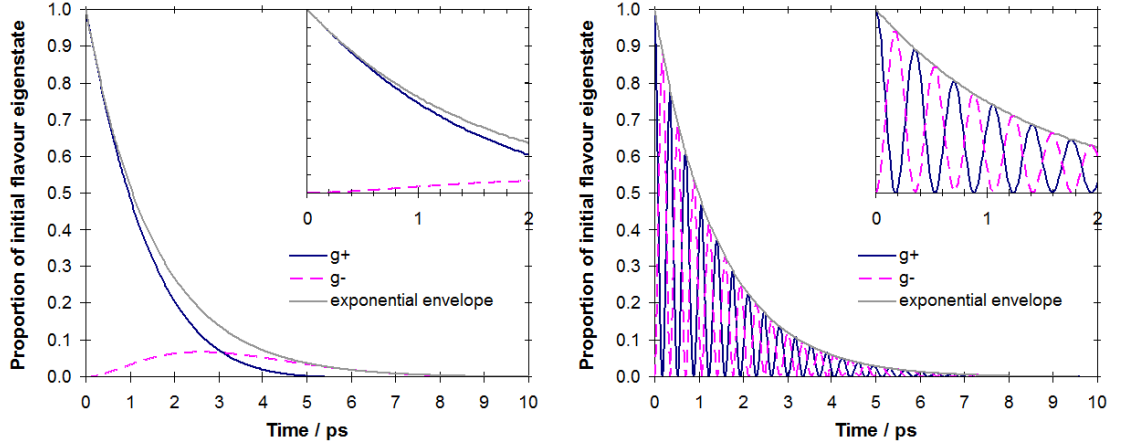 Proportion of initial flavour eigenstate
1.0
0.9
0.8
0.7
0.6
0.5
0.4
0.3
0.2
0.1
0.0
0 1 2 3 4 5 6 7 8 9 10
Time / ps
0 1 2
g+
g-
exponential envelope
Proportion of initial flavour eigenstate
1.0
0.9
0.8
0.7
0.6
0.5
0.4
0.3
0.2
0.1
0.0
0 1 2 3 4 5 6 7 8 9 10
Time / ps
0 1 2
g+
g-
exponential envelope